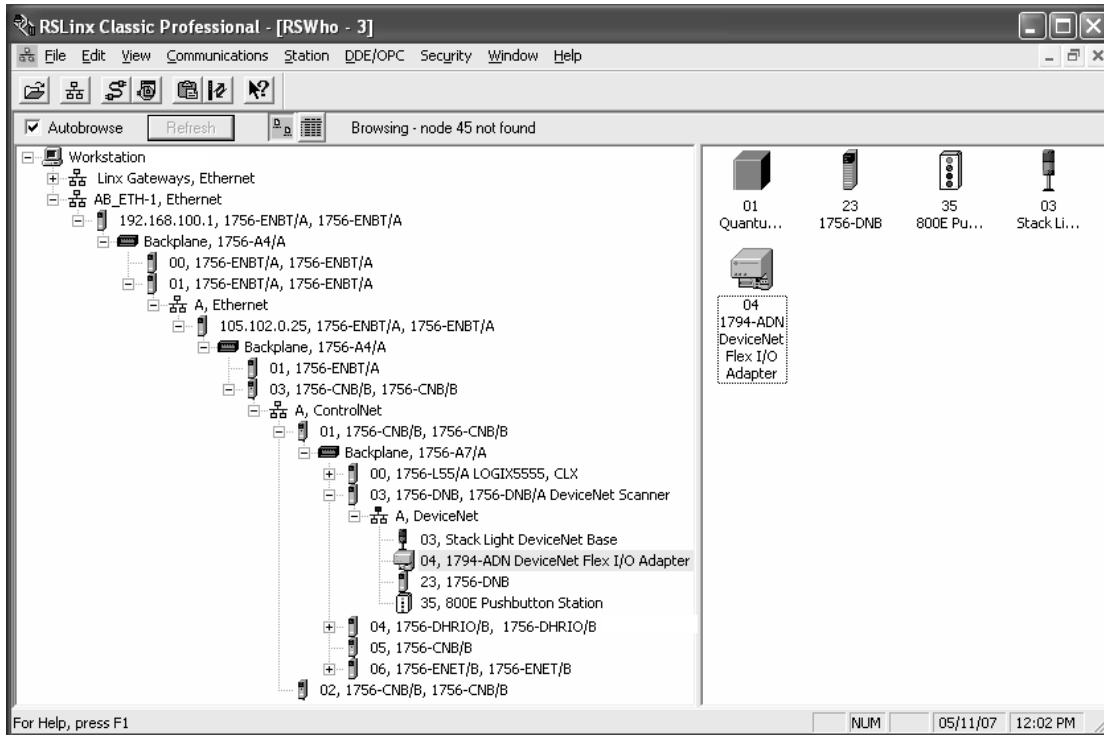 RSLinx Classic Professional - [RSWho - 3]
File Edit View Communications Station DDE/OPC Security Window Help
Autobrowse Refresh Browsing - node 45 not found
Workstation
Linx Gateways, Ethernet
AB_ETH-1, Ethernet
192.168.100.1, 1756-ENBT/A, 1756-ENBT/A
Backplane, 1756-A4/A
00, 1756-ENBT/A, 1756-ENBT/A
01, 1756-ENBT/A, 1756-ENBT/A
A, Ethernet
105.102.0.25, 1756-ENBT/A, 1756-ENBT/A
Backplane, 1756-A4/A
01, 1756-ENBT/A
03, 1756-CNB/B, 1756-CNB/B
A, ControlNet
01, 1756-CNB/B, 1756-CNB/B
Backplane, 1756-A7/A
00, 1756-L55/A LOGIX5555, CLX
03, 1756-DNB, 1756-DNB/A DeviceNet Scanner
A, DeviceNet
03, Stack Light DeviceNet Base
04, 1794-ADN DeviceNet Flex I/O Adapter
23, 1756-DNB
35, 800E Pushbutton Station
04, 1756-DHRIO/B, 1756-DHRIO/B
05, 1756-CNB/B
06, 1756-ENET/B, 1756-ENET/B
02, 1756-CNB/B, 1756-CNB/B
01 23 35 03
Quantu... 1756-DNB 800E Pu... Stack Li...
04
1794-ADN
DeviceNet
Flex I/O
Adapter
For Help, press F1 NUM 05/11/07 12:02 PM